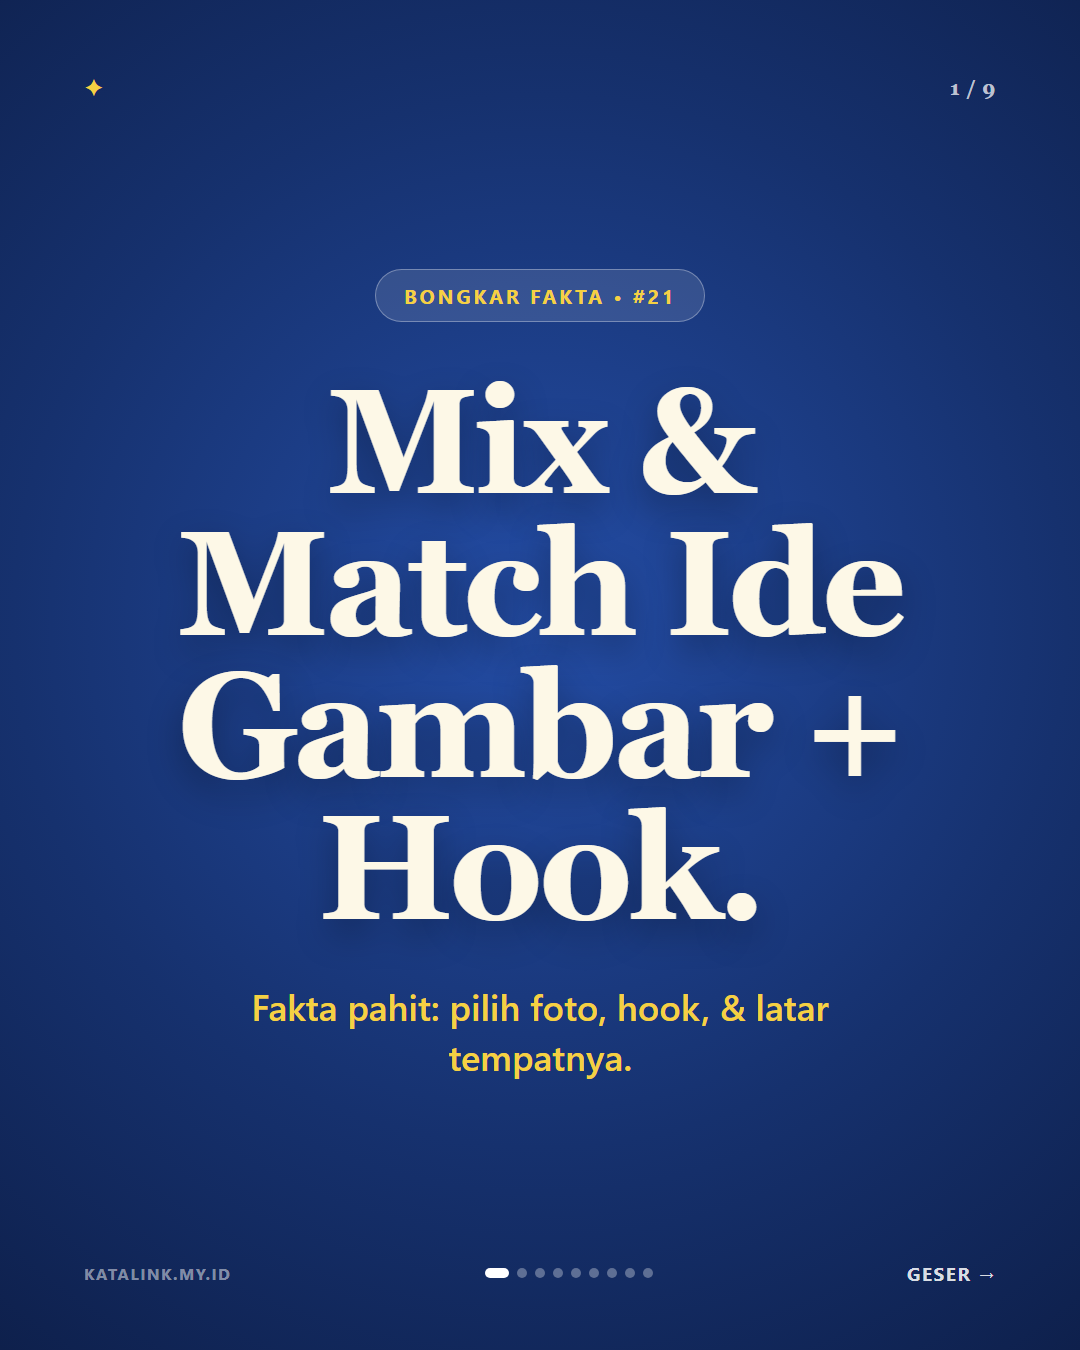 1 / 9
BONGKAR FAKTA • #21
Mix &
Match Ide
Gambar +
Hook.
Fakta pahit: pilih foto, hook, & latar
tempatnya.
KATALINK.MY.ID
GESER →